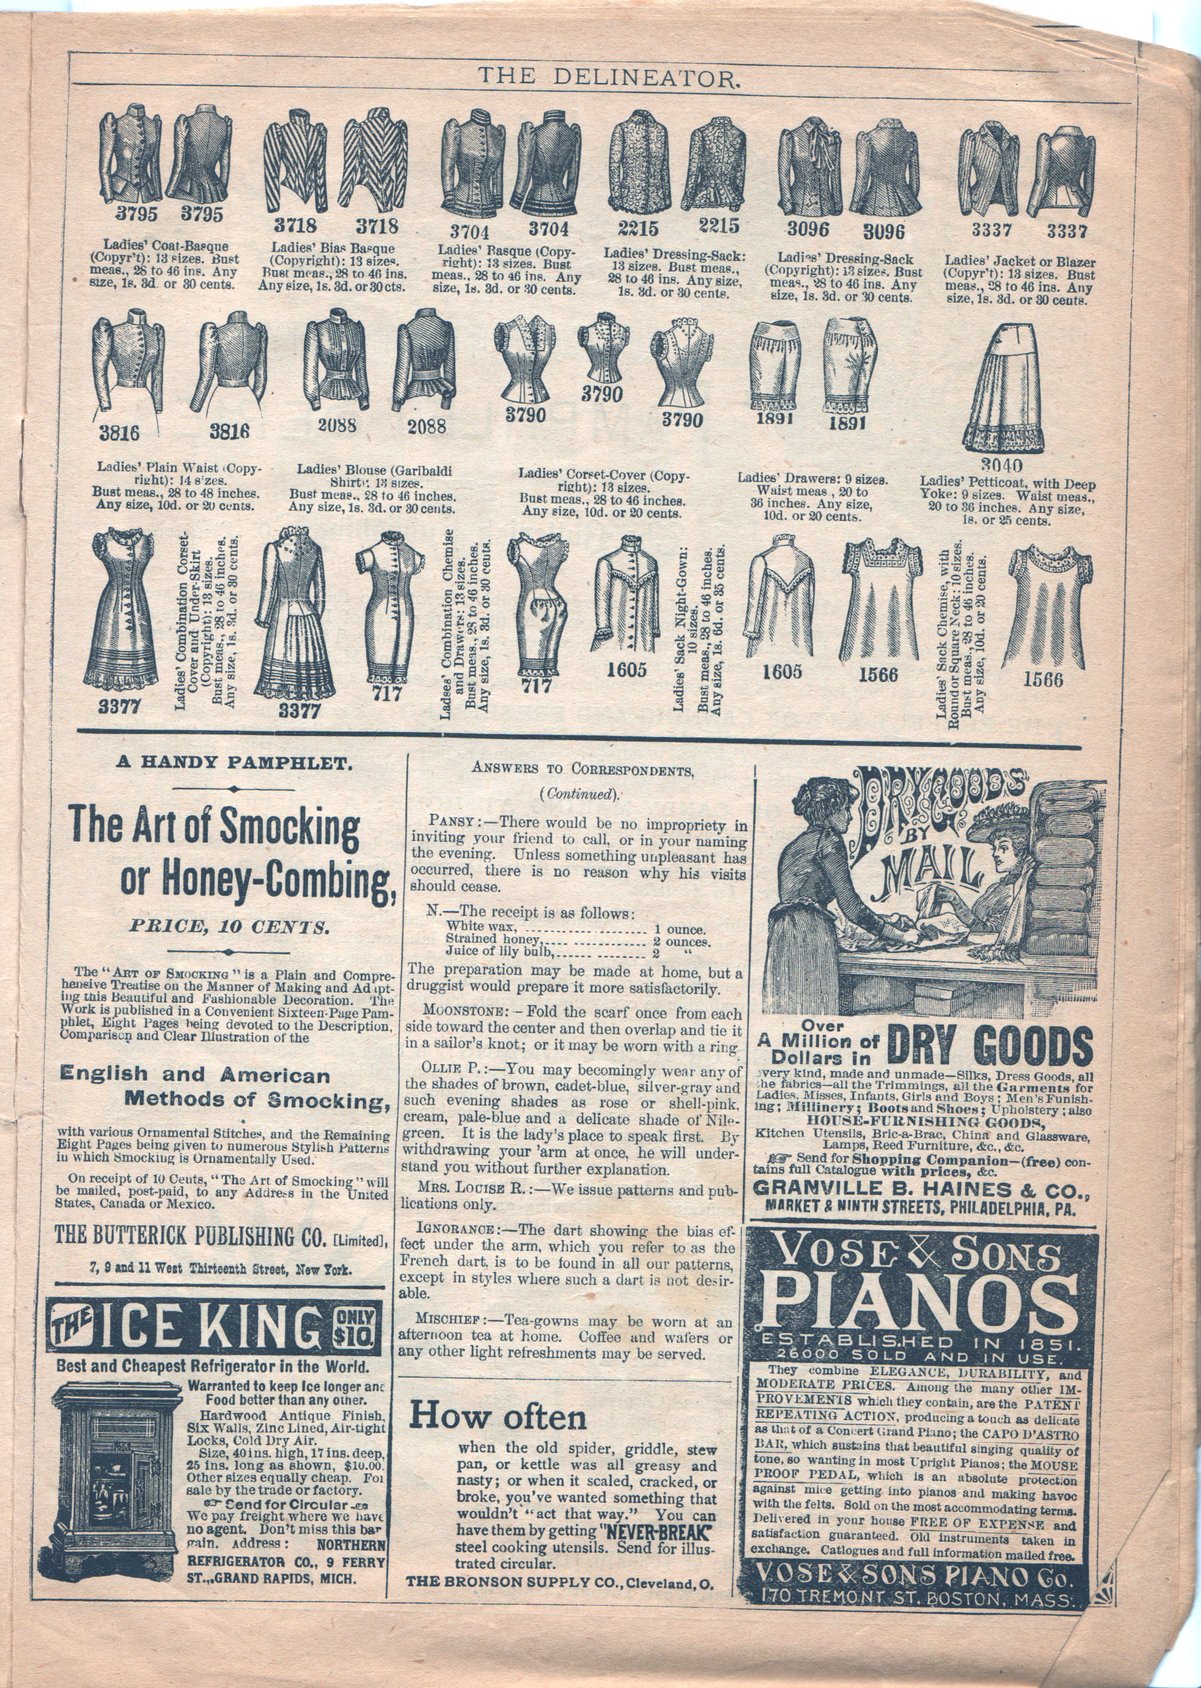 THE DELINEATOR.
3795 3795
3718 3718
3704 3704
2215 2215
3096 3096
3337 3337
Ladies' Coat-Basque
(Copyr't): 13 sizes. Bust
meas., 28 to 46 ins. Any
size, 1s. 3d. or 30 cents.
Ladies' Bias Basque
(Copyright): 13 sizes.
Bust meas., 28 to 46 ins.
Any size, 1s. 3d. or 30 cts.
Ladies' Basque (Copy-
right): 13 sizes. Bust
meas., 28 to 46 ins. Any
size, 1s. 3d. or 30 cents.
Ladies' Dressing-Sack:
13 sizes. Bust meas.,
28 to 46 ins. Any size,
1s. 3d. or 30 cents.
Ladies' Dressing-Sack
(Copyright): 13 sizes. Bust
meas., 28 to 46 ins. Any
size, 1s. 3d. or 30 cents.
Ladies' Jacket or Blazer
(Copyr't): 13 sizes. Bust
meas., 28 to 46 ins. Any
size, 1s. 3d. or 30 cents.
3816 3816
2088 2088
3790 3790 3790
1891 1891
3040
Ladies' Plain Waist (Copy-
right): 14 sizes.
Bust meas., 28 to 48 inches.
Any size, 10d. or 20 cents.
Ladies' Blouse (Garibaldi
Shirt): 13 sizes.
Bust meas., 28 to 46 inches.
Any size, 1s. 3d. or 30 cents.
Ladies' Corset-Cover (Copy-
right): 13 sizes.
Bust meas., 28 to 46 inches.
Any size, 10d. or 20 cents.
Ladies' Drawers: 9 sizes.
Waist meas., 20 to
36 inches. Any size,
10d. or 20 cents.
Ladies' Petticoat, with Deep
Yoke: 9 sizes. Waist meas.,
20 to 36 inches. Any size,
1s. or 25 cents.
3377
Ladies' Combination Corset-
Cover and Under-Skirt
(Copyright): 13 sizes.
Bust meas., 28 to 46 inches.
Any size, 1s. 3d. or 30 cents.
3377
717
Ladses' Combination Chemise
and Drawers: 13 sizes.
Bust meas., 28 to 46 inches.
Any size, 1s. 3d. or 30 cents.
717
1605
Ladies' Sack Night-Gown:
10 sizes.
Bust meas., 28 to 46 inches.
Any size, 1s. 6d. or 35 cents.
1605
1566
Ladies' Sack Chemise, with
Round or Square Neck: 10 sizes.
Bust meas., 28 to 46 inches.
Any size, 10d. or 20 cents.
1566
A HANDY PAMPHLET.
The Art of Smocking
or Honey-Combing,
PRICE, 10 CENTS.
The "ART OF SMOCKING" is a Plain and Compre-
hensive Treatise on the Manner of Making and Adapt-
ing this Beautiful and Fashionable Decoration. The
Work is published in a Convenient Sixteen-Page Pam-
phlet, Eight Pages being devoted to the Description,
Comparison and Clear Illustration of the
English and American
Methods of Smocking,
with various Ornamental Stitches, and the Remaining
Eight Pages being given to numerous Stylish Patterns
in which Smocking is Ornamentally Used.
On receipt of 10 Cents, "The Art of Smocking" will
be mailed, post-paid, to any Address in the United
States, Canada or Mexico.
THE BUTTERICK PUBLISHING CO. [Limited],
7, 9 and 11 West Thirteenth Street, New York.
THE ICE KING ONLY $10.
Best and Cheapest Refrigerator in the World.
Warranted to keep Ice longer and
Food better than any other.
Hardwood Antique Finish,
Six Walls, Zinc Lined, Air-tight
Locks, Cold Dry Air.
Size, 40 ins. high, 17 ins. deep,
25 ins. long as shown, $10.00.
Other sizes equally cheap. For
sale by the trade or factory.
Send for Circular
We pay freight where we have
no agent. Don't miss this bar-
gain. Address: NORTHERN
REFRIGERATOR CO., 9 FERRY
ST., GRAND RAPIDS, MICH.
ANSWERS TO CORRESPONDENTS,
(Continued).
PANSY:—There would be no impropriety in
inviting your friend to call, or in your naming
the evening. Unless something unpleasant has
occurred, there is no reason why his visits
should cease.
N.—The receipt is as follows:
White wax, .................... 1 ounce.
Strained honey, .................... 2 ounces.
Juice of lily bulb, .................... 2 "
The preparation may be made at home, but a
druggist would prepare it more satisfactorily.
MOONSTONE:—Fold the scarf once from each
side toward the center and then overlap and tie it
in a sailor's knot; or it may be worn with a ring.
OLLIE P.:—You may becomingly wear any of
the shades of brown, cadet-blue, silver-gray and
such evening shades as rose or shell-pink,
cream, pale-blue and a delicate shade of Nile-
green. It is the lady's place to speak first. By
withdrawing your 'arm at once, he will under-
stand you without further explanation.
MRS. LOUISE R.:—We issue patterns and pub-
lications only.
IGNORANCE:—The dart showing the bias ef-
fect under the arm, which you refer to as the
French dart, is to be found in all our patterns,
except in styles where such a dart is not desir-
able.
MISCHIEF:—Tea-gowns may be worn at an
afternoon tea at home. Coffee and wafers or
any other light refreshments may be served.
How often
when the old spider, griddle, stew
pan, or kettle was all greasy and
nasty; or when it scaled, cracked, or
broke, you've wanted something that
wouldn't "act that way." You can
have them by getting "NEVER-BREAK"
steel cooking utensils. Send for illus-
trated circular.
THE BRONSON SUPPLY CO., Cleveland, O.
DRY GOODS
BY
MAIL
Over
A Million of
Dollars in DRY GOODS
every kind, made and unmade—Silks, Dress Goods, all
the fabrics—all the Trimmings, all the Garments for
Ladies, Misses, Infants, Girls and Boys; Men's Furnish-
ing; Millinery; Boots and Shoes; Upholstery; also
HOUSE-FURNISHING GOODS,
Kitchen Utensils, Bric-a-Brac, China and Glassware,
Lamps, Reed Furniture, &c., &c.
Send for Shopping Companion—(free) con-
tains full Catalogue with prices, &c.
GRANVILLE B. HAINES & CO.,
MARKET & NINTH STREETS, PHILADELPHIA, PA.
VOSE & SONS
PIANOS
ESTABLISHED IN 1851.
26000 SOLD AND IN USE.
They combine ELEGANCE, DURABILITY, and
MODERATE PRICES. Among the many other IM-
PROVEMENTS which they contain, are the PATENT
REPEATING ACTION, producing a touch as delicate
as that of a Concert Grand Piano; the CAPO D'ASTRO
BAR, which sustains that beautiful singing quality of
tone, so wanting in most Upright Pianos; the MOUSE
PROOF PEDAL, which is an absolute protection
against mice getting into pianos and making havoc
with the felts. Sold on the most accommodating terms.
Delivered in your house FREE OF EXPENSE and
satisfaction guaranteed. Old instruments taken in
exchange. Catlogues and full information mailed free.
VOSE & SONS PIANO CO.
170 TREMONT ST. BOSTON, MASS.